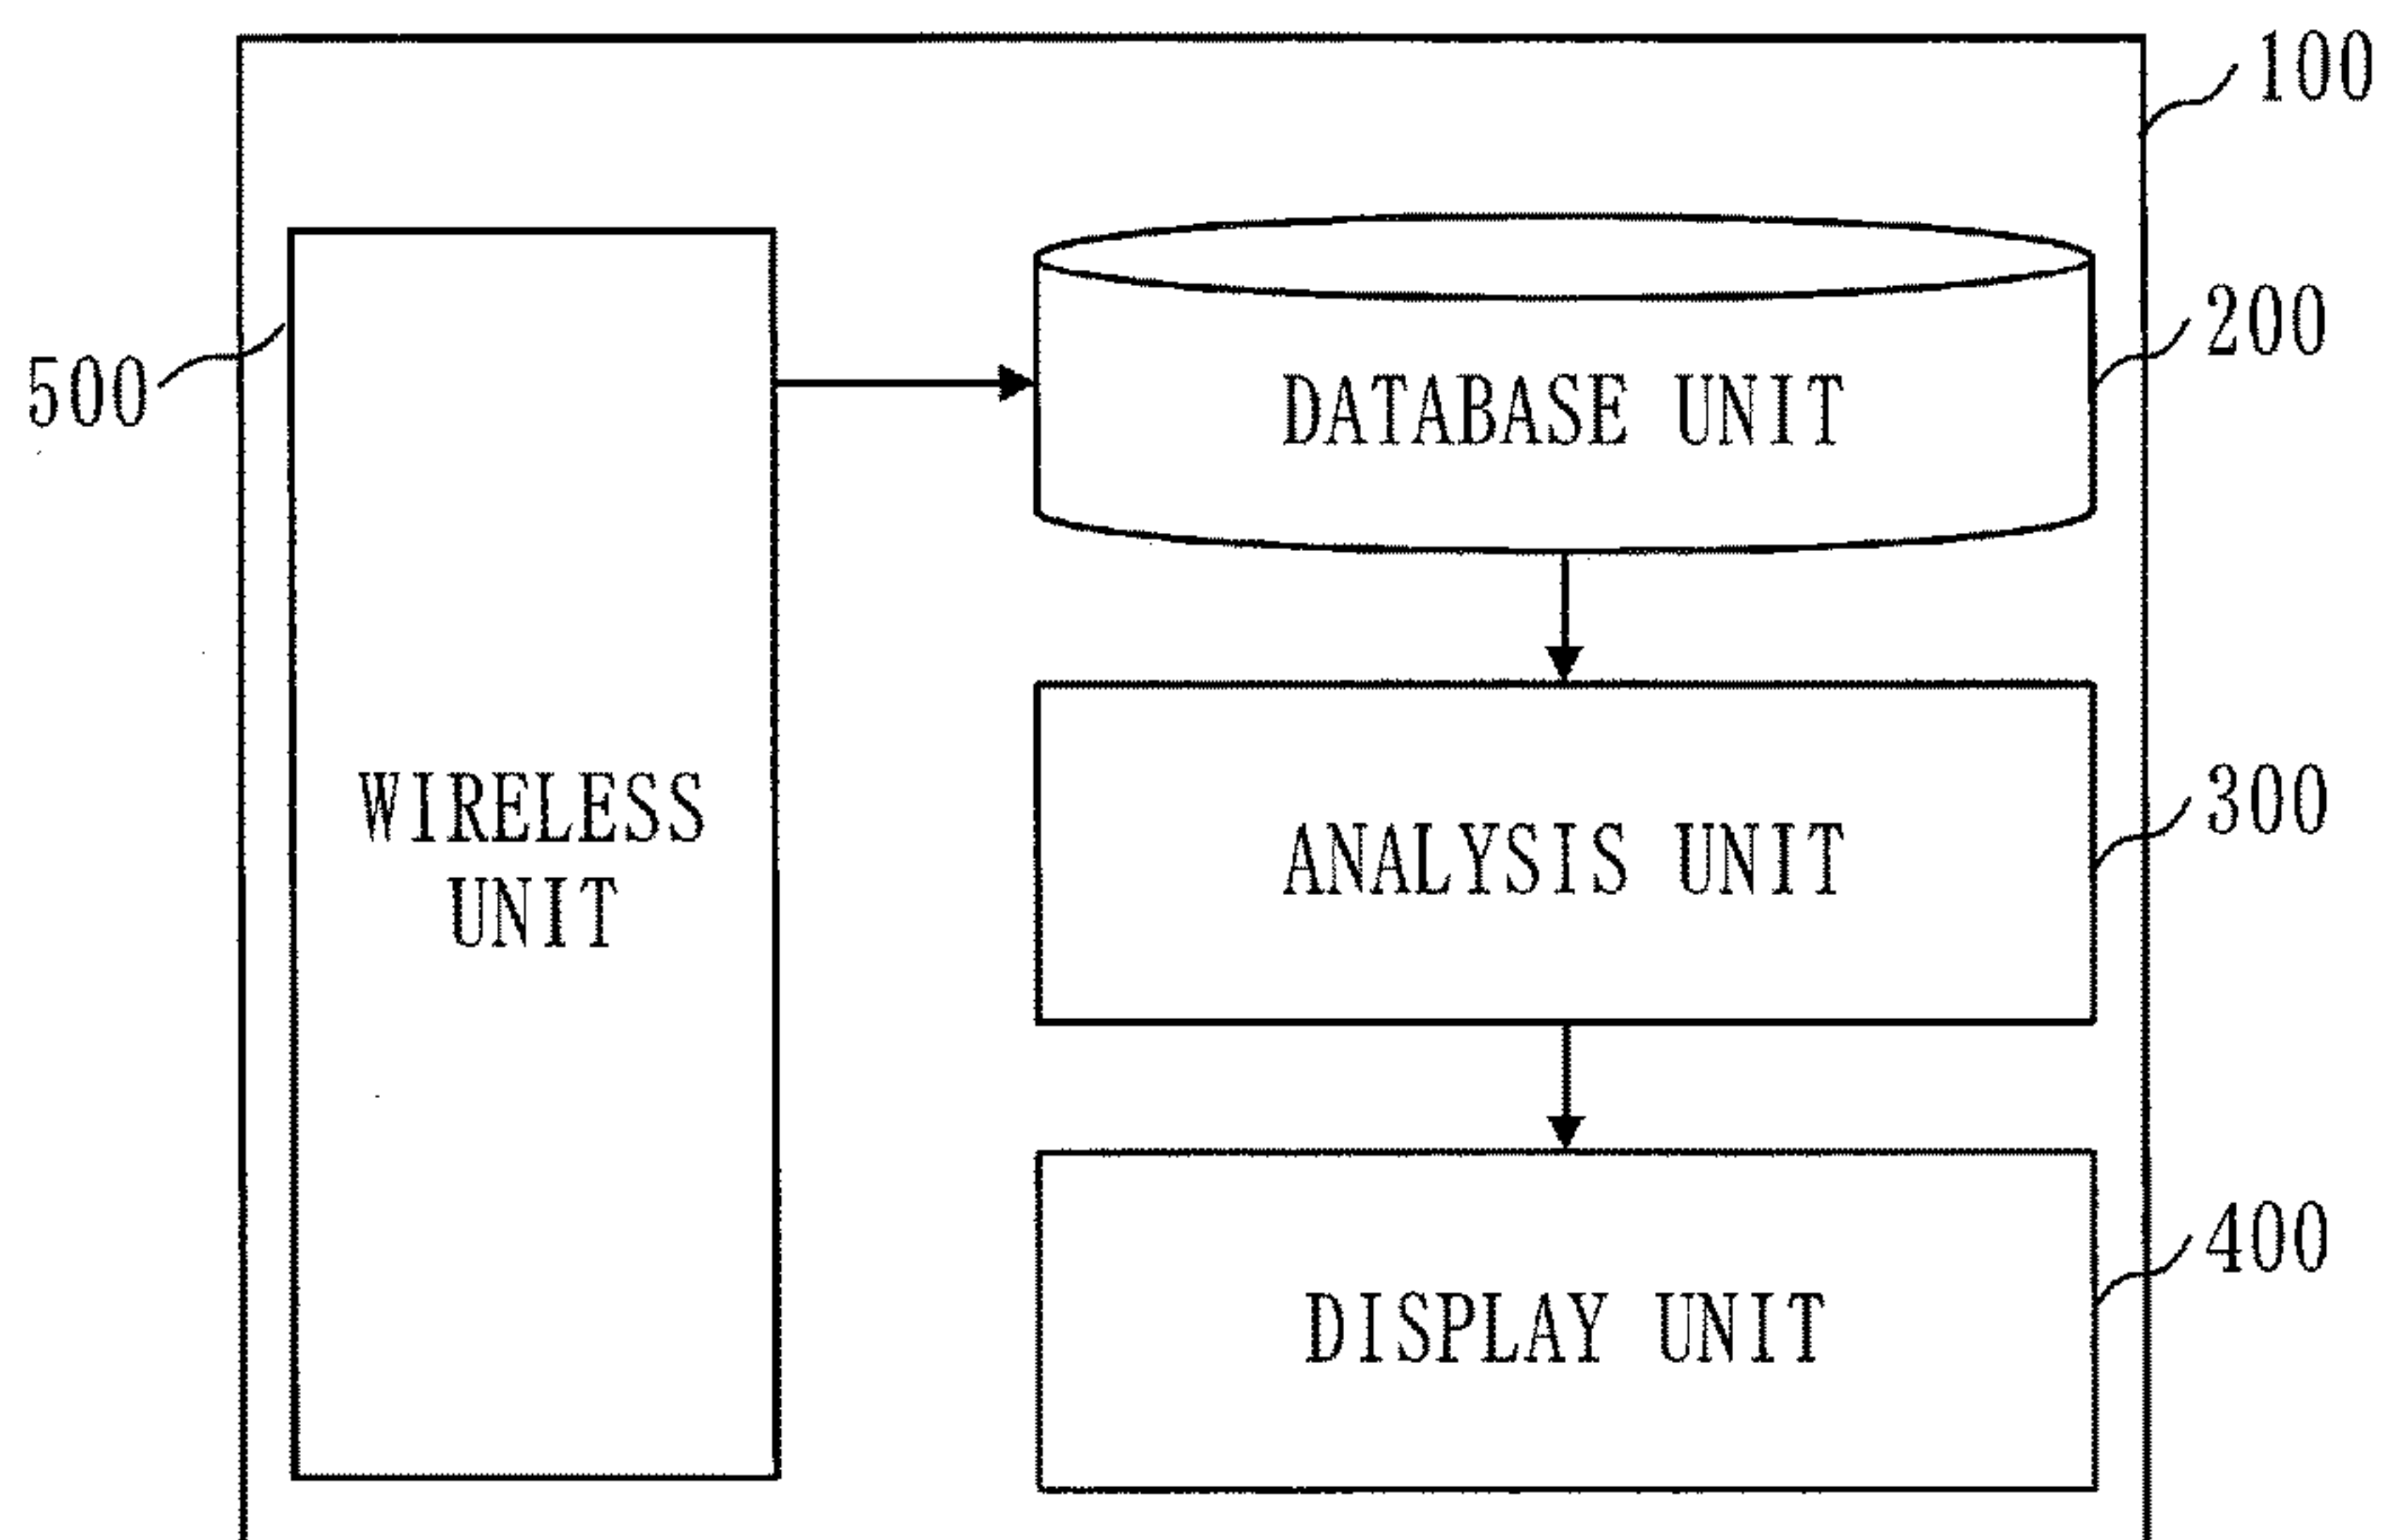 100
200
500
DATABASE UNIT
WIRELESS
UNIT
300
ANALYSIS UNIT
400
DISPLAY UNIT